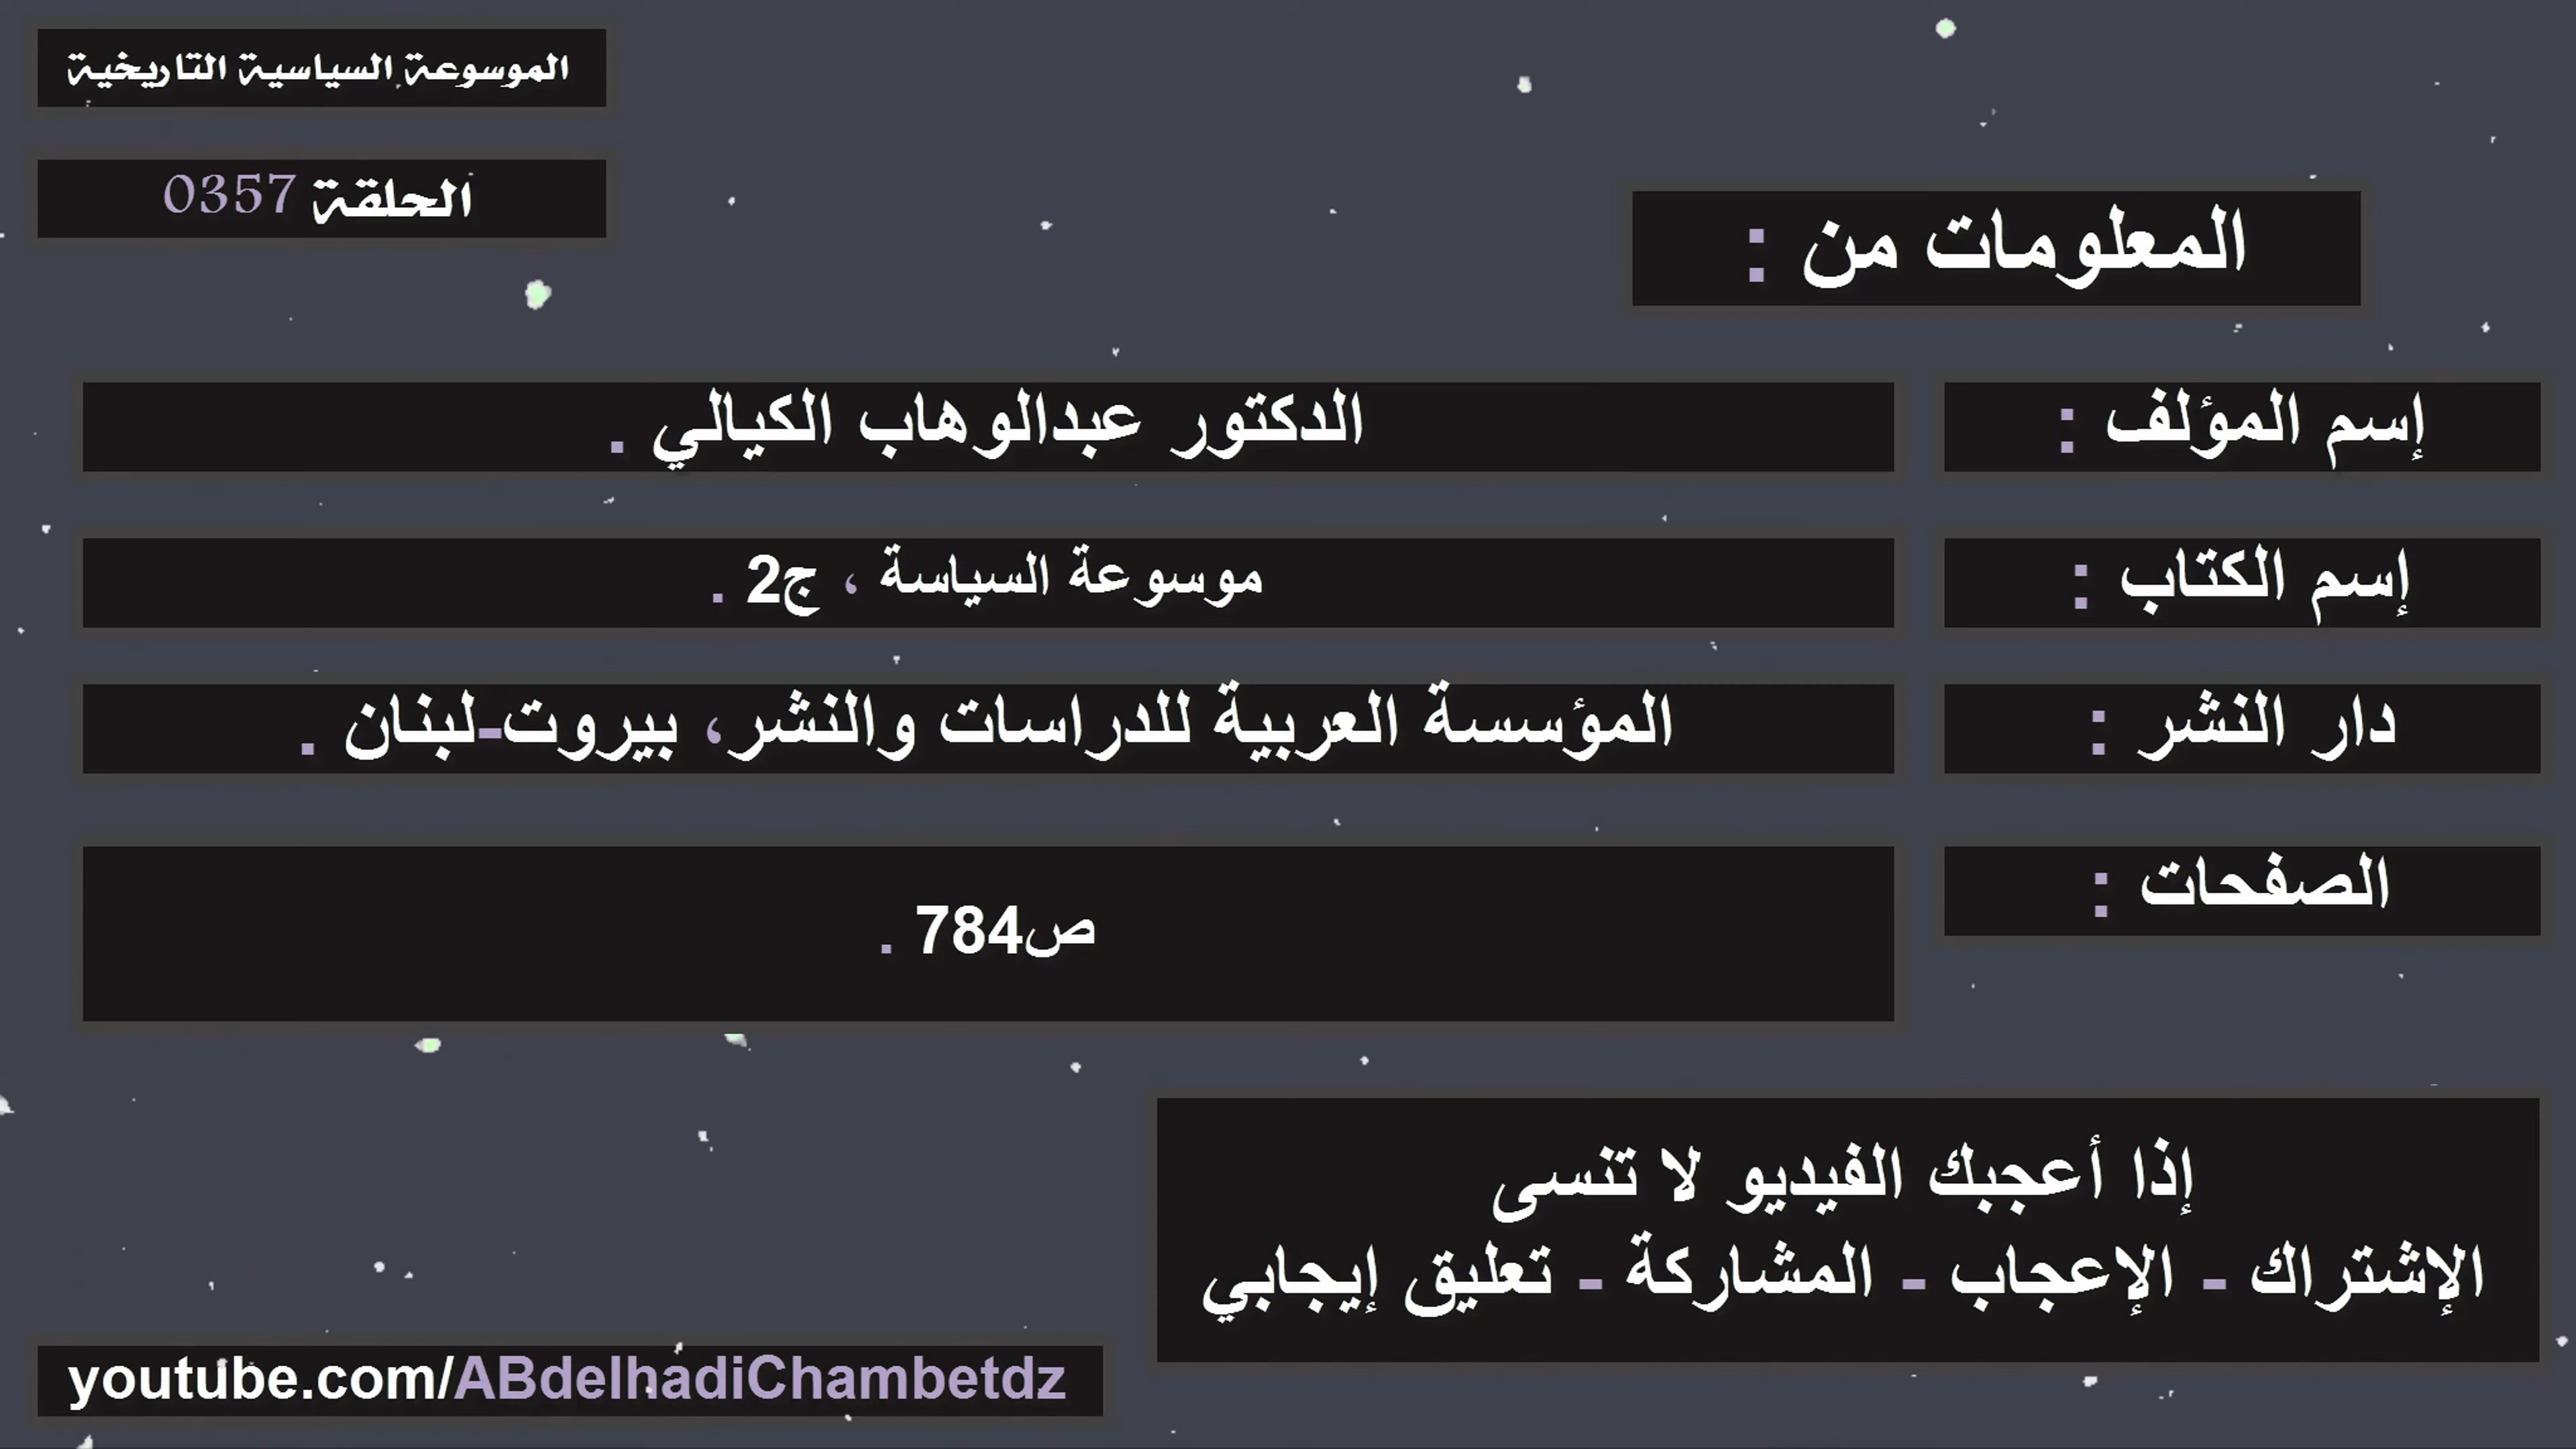 الموسوعة السياسية التاريخية
الحلقة 0357
المعلومات من :
إسم المؤلف :
الدكتور عبدالوهاب الكيالي .
إسم الكتاب :
موسوعة السياسة ، ج2 .
دار النشر :
المؤسسة العربية للدراسات والنشر، بيروت-لبنان .
الصفحات :
ص784 .
إذا أعجبك الفيديو لا تنسى
الإشتراك - الإعجاب - المشاركة - تعليق إيجابي
youtube.com/ABdelhadiChambetdz